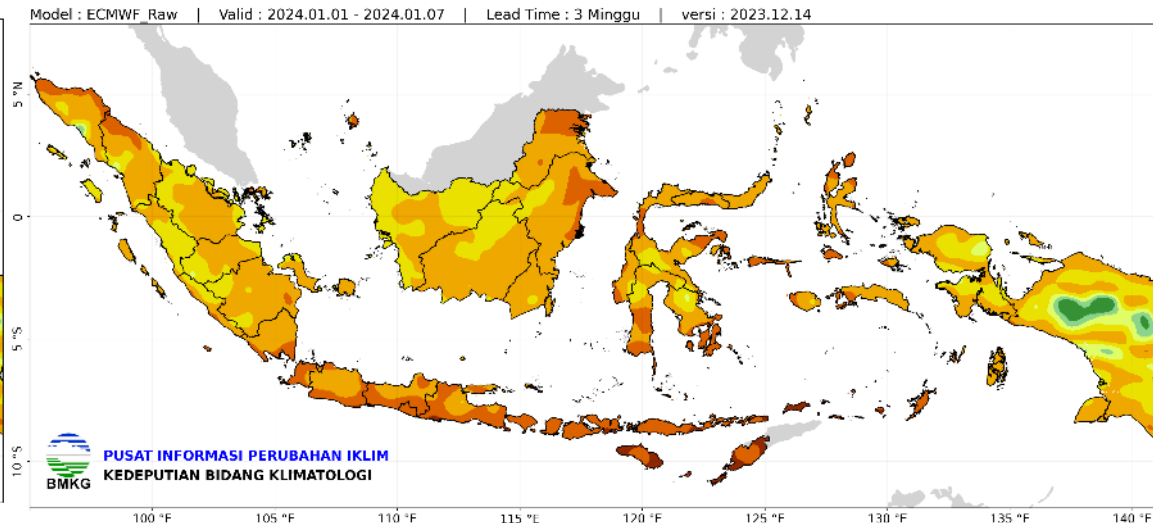 Model : ECMWF_Raw | Valid : 2024.01.01 - 2024.01.07 | Lead Time : 3 Minggu | versi : 2023.12.14
5 °N
0
5 °S
10 °S
BMKG
PUSAT INFORMASI PERUBAHAN IKLIM
KEDEPUTIAN BIDANG KLIMATOLOGI
100 °E
105 °E
110 °E
115 °E
120 °E
125 °E
130 °E
135 °E
140 °E